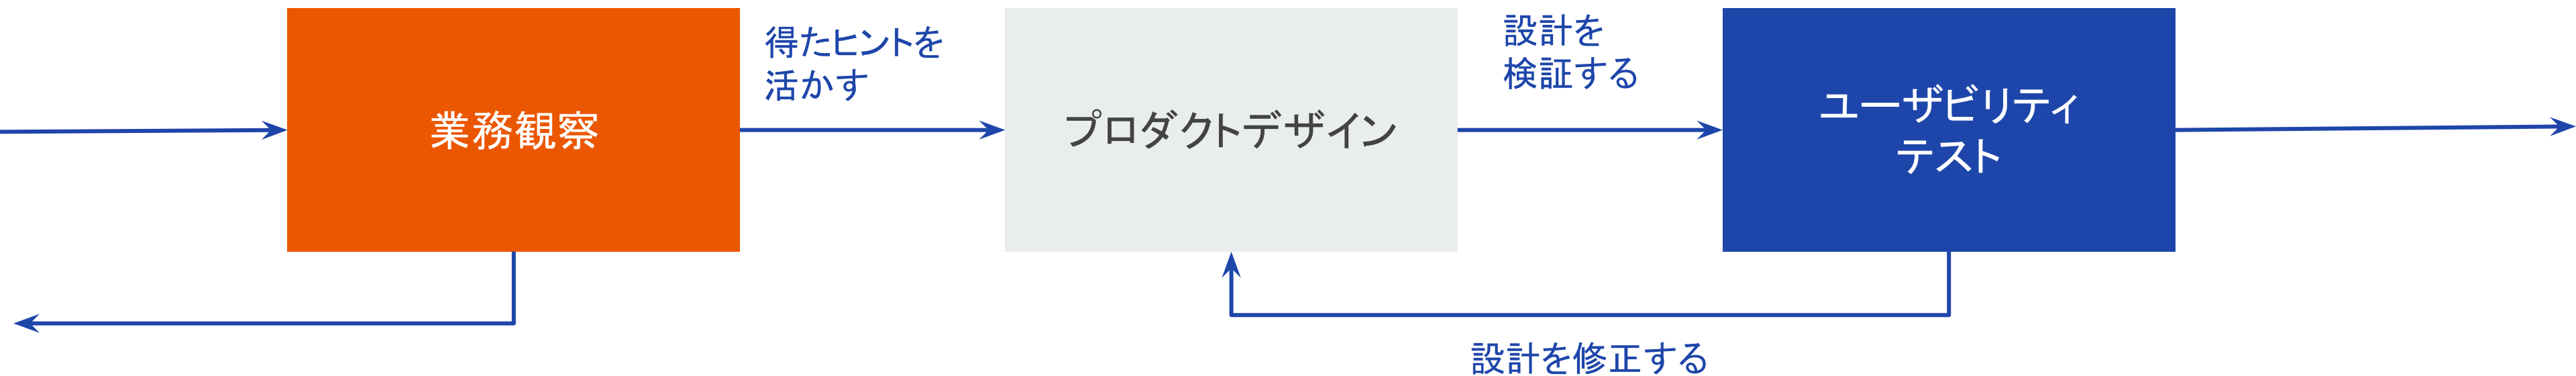 業務観察
得たヒントを
活かす
プロダクトデザイン
設計を
検証する
ユーザビリティ
テスト
設計を修正する